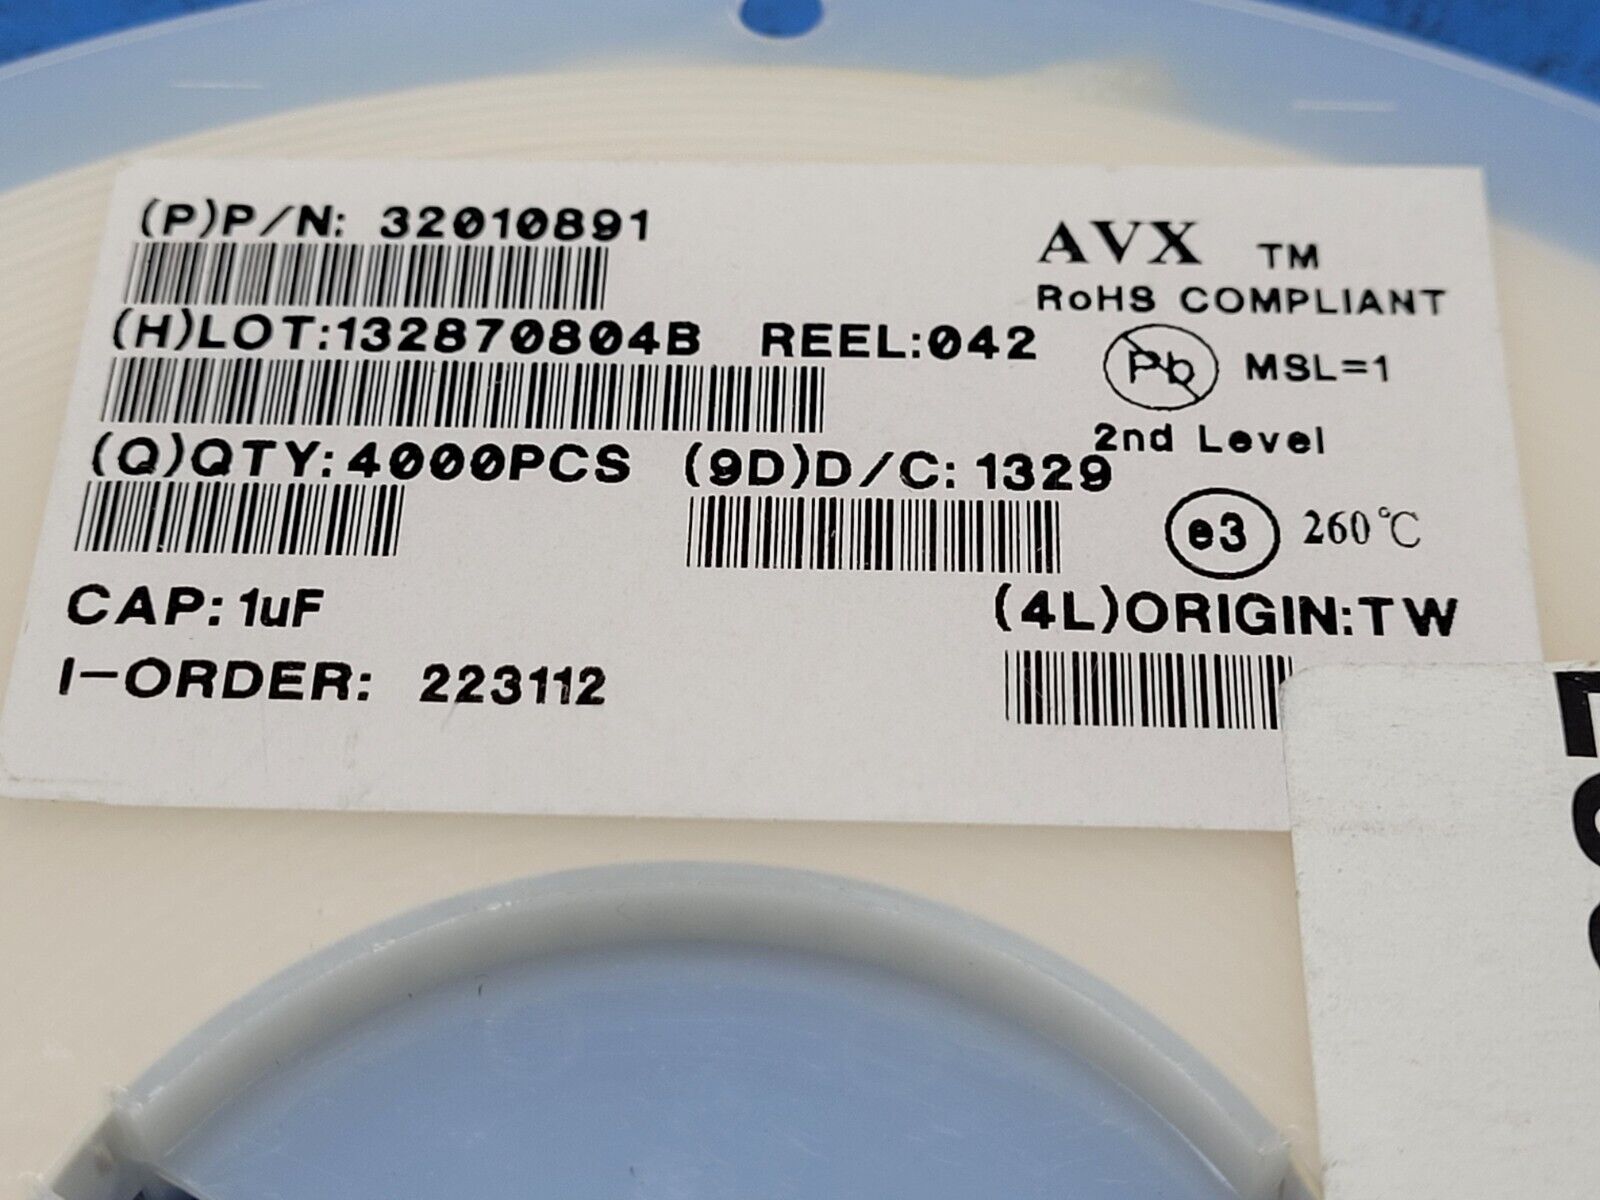 (P)P/N: 32010891
AVX TM
RoHS COMPLIANT
(H)LOT:132870804B REEL:042
Pb MSL=1
2nd Level
(Q)QTY:4000PCS (9D)D/C:1329
e3 260°C
CAP:1uF
(4L)ORIGIN:TW
I-ORDER: 223112